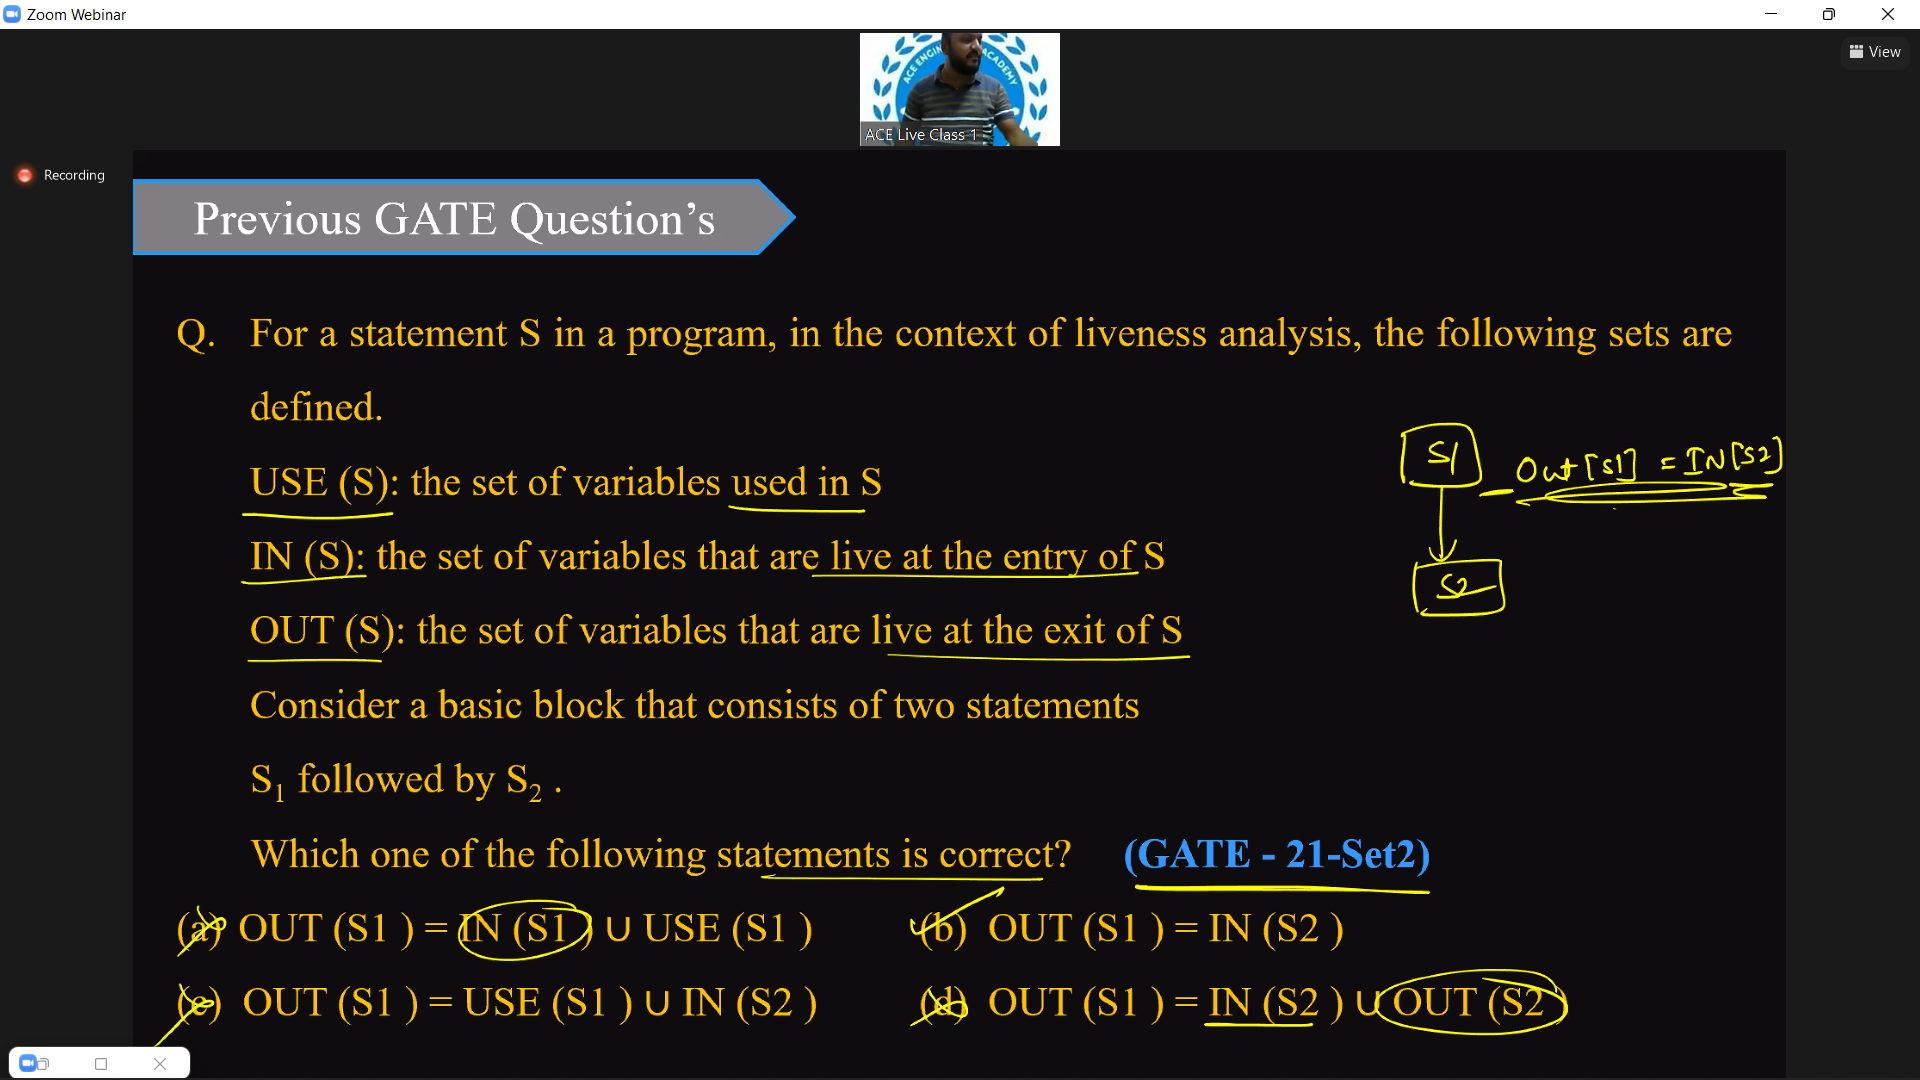 Zoom Webinar
View
ACE ENGIN ACADEMY
ACE Live Class 1
Recording
Previous GATE Question’s
Q. For a statement S in a program, in the context of liveness analysis, the following sets are
defined.
S1 Out [S1] = IN[S2]
USE (S): the set of variables used in S
IN (S): the set of variables that are live at the entry of S
S2
OUT (S): the set of variables that are live at the exit of S
Consider a basic block that consists of two statements
S₁ followed by S₂ .
Which one of the following statements is correct? (GATE - 21-Set2)
(a) OUT (S1 ) = IN (S1 ) ∪ USE (S1 ) (b) OUT (S1 ) = IN (S2 )
(c) OUT (S1 ) = USE (S1 ) ∪ IN (S2 ) (d) OUT (S1 ) = IN (S2 ) ∪ OUT (S2 )